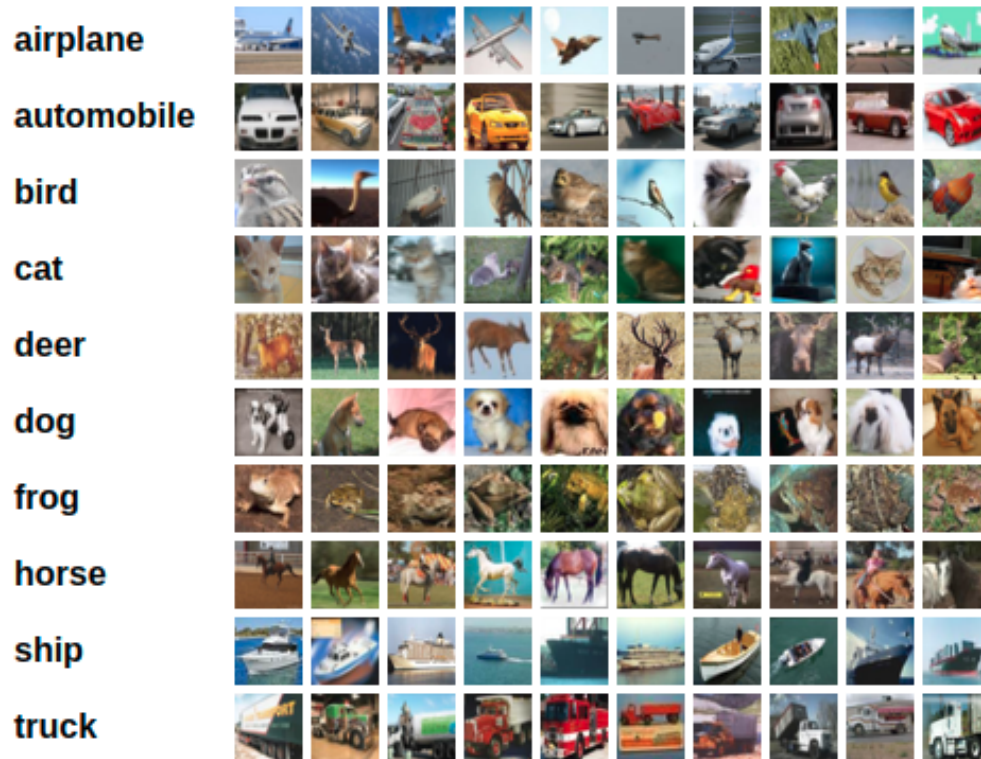 airplane
automobile
bird
cat
deer
dog
frog
horse
ship
truck